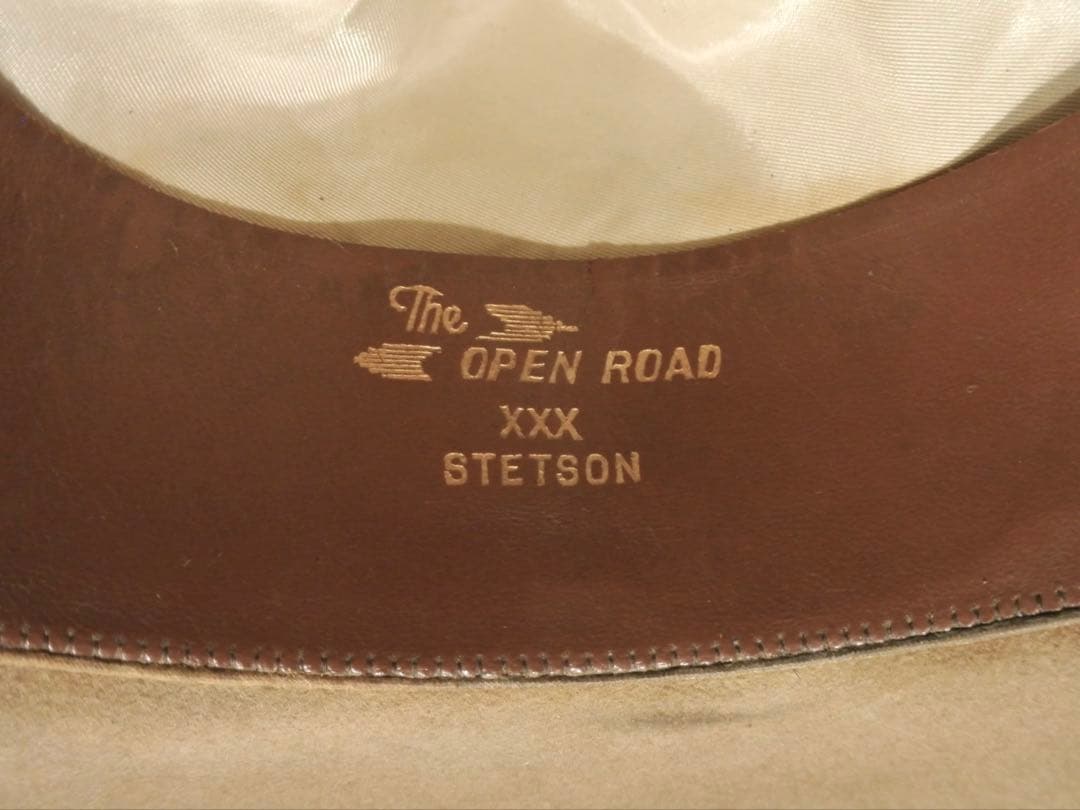 The
OPEN ROAD
XXX
STETSON